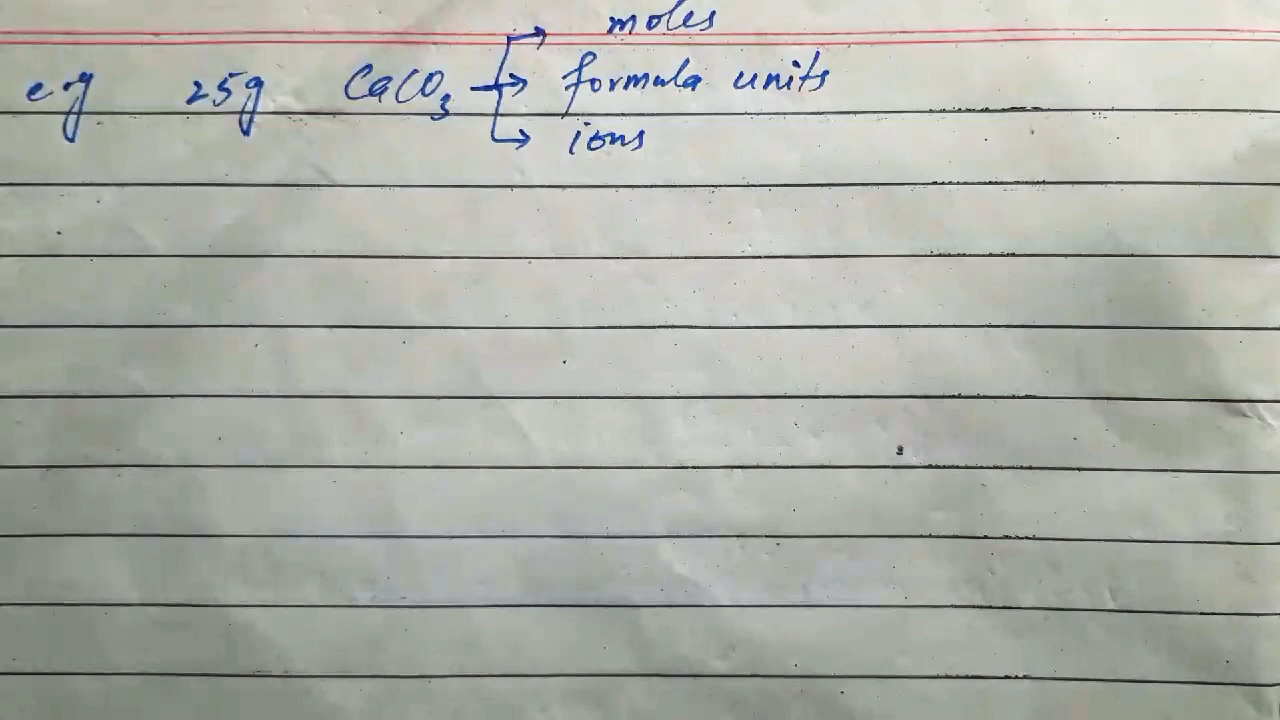 moles
e.g 25g CaCO₃ → formula units
ions